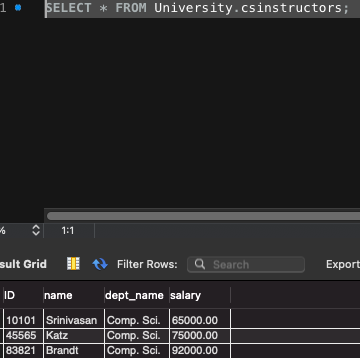 1 SELECT * FROM University.csinstructors;
% 1:1
sult Grid Filter Rows: Search Export
ID name dept_name salary
10101 Srinivasan Comp. Sci. 65000.00
45565 Katz Comp. Sci. 75000.00
83821 Brandt Comp. Sci. 92000.00